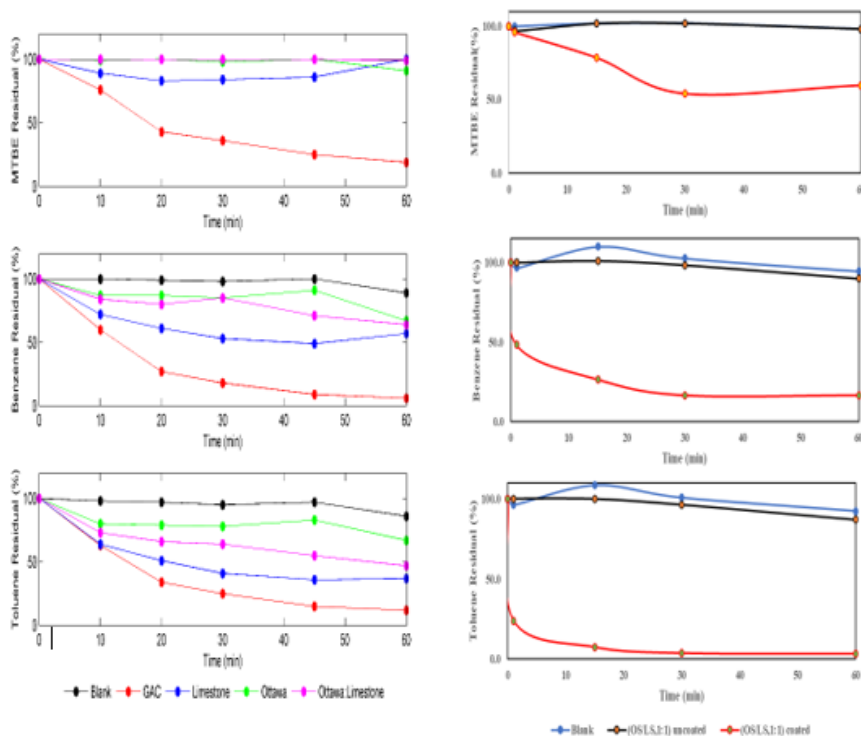 MTBE Residual (%)
100
50
0
0 10 20 30 40 50 60
Time (min)
Benzene Residual (%)
100
50
0
0 10 20 30 40 50 60
Time (min)
Toluene Residual (%)
100
50
0
0 10 20 30 40 50 60
Time (min)
Blank GAC Limestone Ottawa Ottawa:Limestone
MTBE Residual(%)
100.0
50.0
0.0
0 10 20 30 40 50 60
Time (min)
Benzene Residual (%)
100.0
50.0
0.0
0 10 20 30 40 50 60
Time (min)
Toluene Residual (%)
100.0
50.0
0.0
0 10 20 30 40 50 60
Time (min)
Blank (OS/LS,1:1) uncoated (OS/LS,1:1) coated